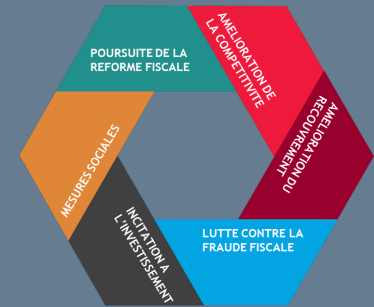 POURSUITE DE LA
REFORME FISCALE
AMELIORATION DE
LA COMPETITIVITE
AMELIORATION DU
RECOUVREMENT
LUTTE CONTRE LA
FRAUDE FISCALE
INCITATION A
L'INVESTISSEMENT
MESURES SOCIALES